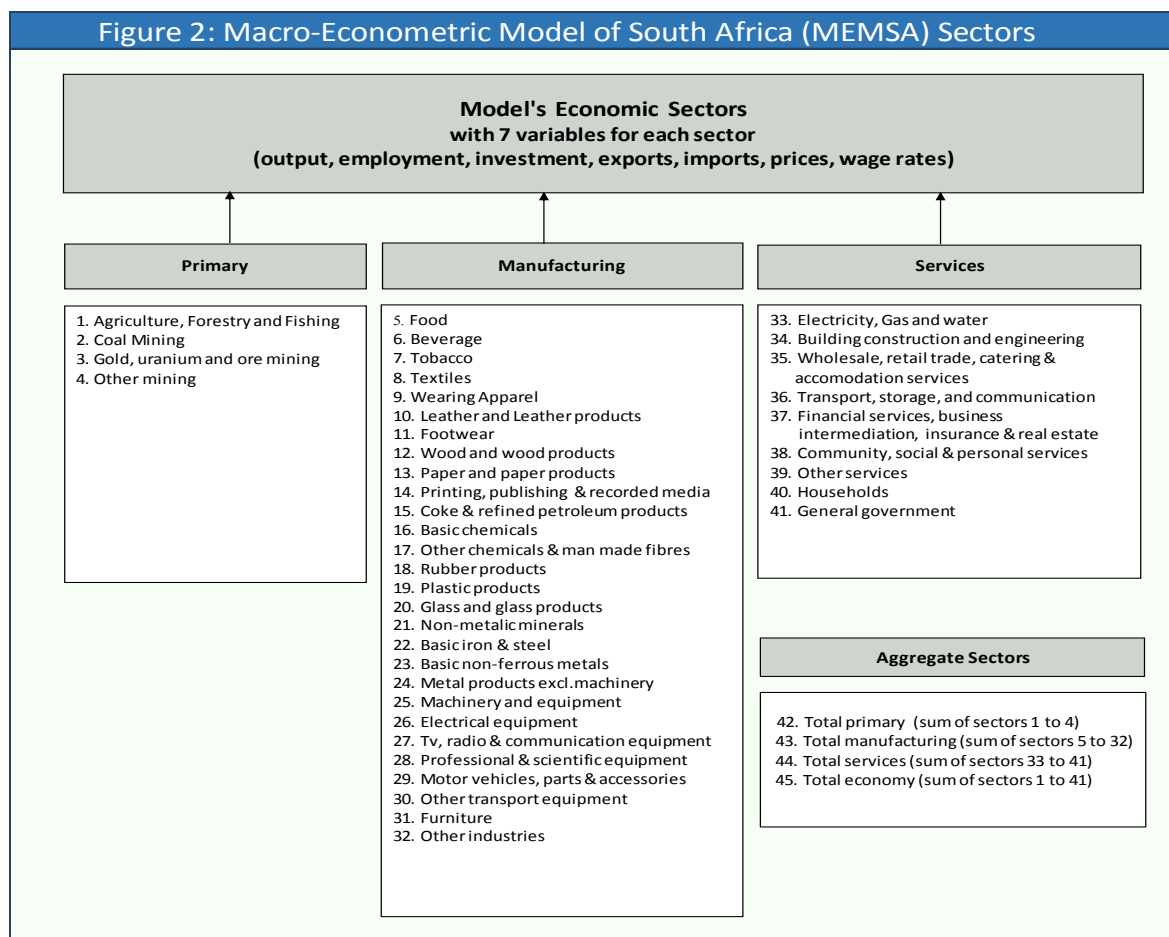 Figure 2: Macro-Econometric Model of South Africa (MEMSA) Sectors
Model's Economic Sectors
with 7 variables for each sector
(output, employment, investment, exports, imports, prices, wage rates)
Primary
1. Agriculture, Forestry and Fishing
2. Coal Mining
3. Gold, uranium and ore mining
4. Other mining
Manufacturing
5. Food
6. Beverage
7. Tobacco
8. Textiles
9. Wearing Apparel
10. Leather and Leather products
11. Footwear
12. Wood and wood products
13. Paper and paper products
14. Printing, publishing & recorded media
15. Coke & refined petroleum products
16. Basic chemicals
17. Other chemicals & man made fibres
18. Rubber products
19. Plastic products
20. Glass and glass products
21. Non-metalic minerals
22. Basic iron & steel
23. Basic non-ferrous metals
24. Metal products excl.machinery
25. Machinery and equipment
26. Electrical equipment
27. Tv, radio & communication equipment
28. Professional & scientific equipment
29. Motor vehicles, parts & accessories
30. Other transport equipment
31. Furniture
32. Other industries
Services
33. Electricity, Gas and water
34. Building construction and engineering
35. Wholesale, retail trade, catering &
accomodation services
36. Transport, storage, and communication
37. Financial services, business
intermediation, insurance & real estate
38. Community, social & personal services
39. Other services
40. Households
41. General government
Aggregate Sectors
42. Total primary (sum of sectors 1 to 4)
43. Total manufacturing (sum of sectors 5 to 32)
44. Total services (sum of sectors 33 to 41)
45. Total economy (sum of sectors 1 to 41)